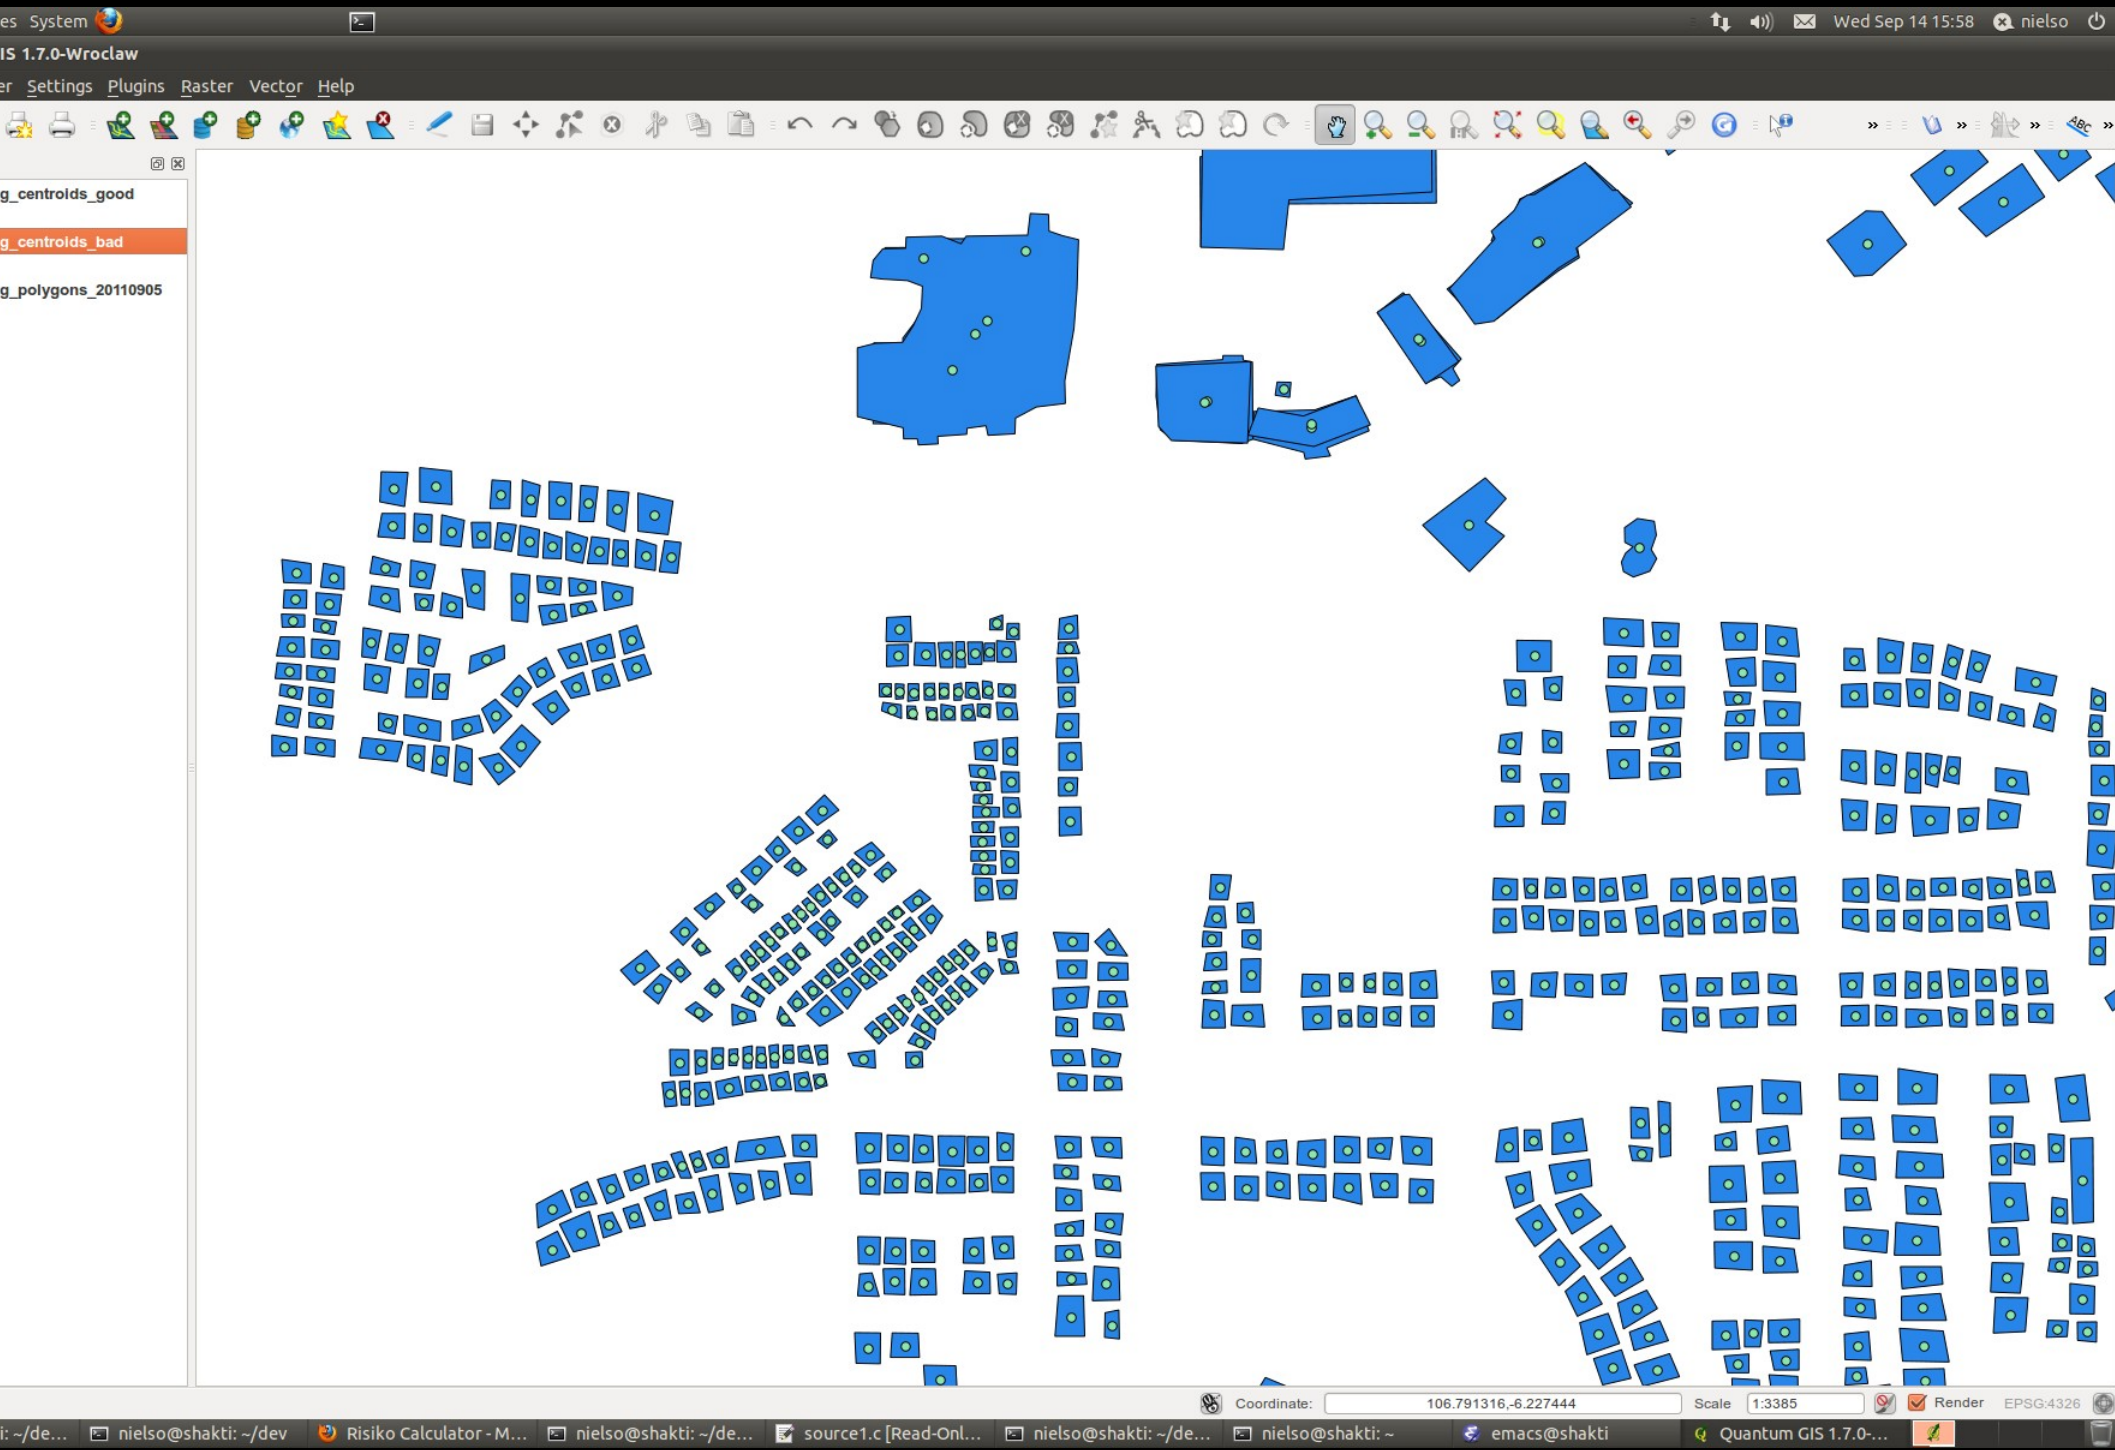 es System
Wed Sep 14 15:58 nielso
IS 1.7.0-Wroclaw
er Settings Plugins Raster Vector Help
» » » ABC »
g_centroids_good
g_centroids_bad
g_polygons_20110905
Coordinate: 106.791316,-6.227444 Scale 1:3385 Render EPSG:4326
i: ~/de... nielso@shakti: ~/dev Risiko Calculator - M... nielso@shakti: ~/de... source1.c [Read-Onl... nielso@shakti: ~/de... nielso@shakti: ~ emacs@shakti Quantum GIS 1.7.0-...